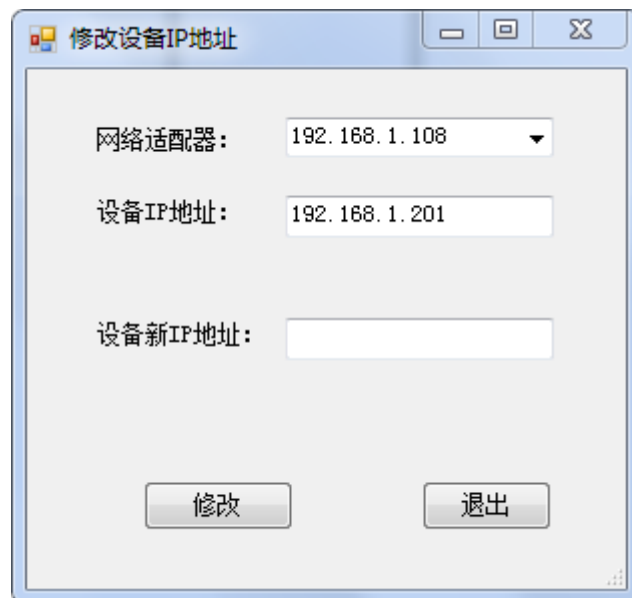 修改设备IP地址
网络适配器： 192.168.1.108
设备IP地址： 192.168.1.201
设备新IP地址：
修改 退出